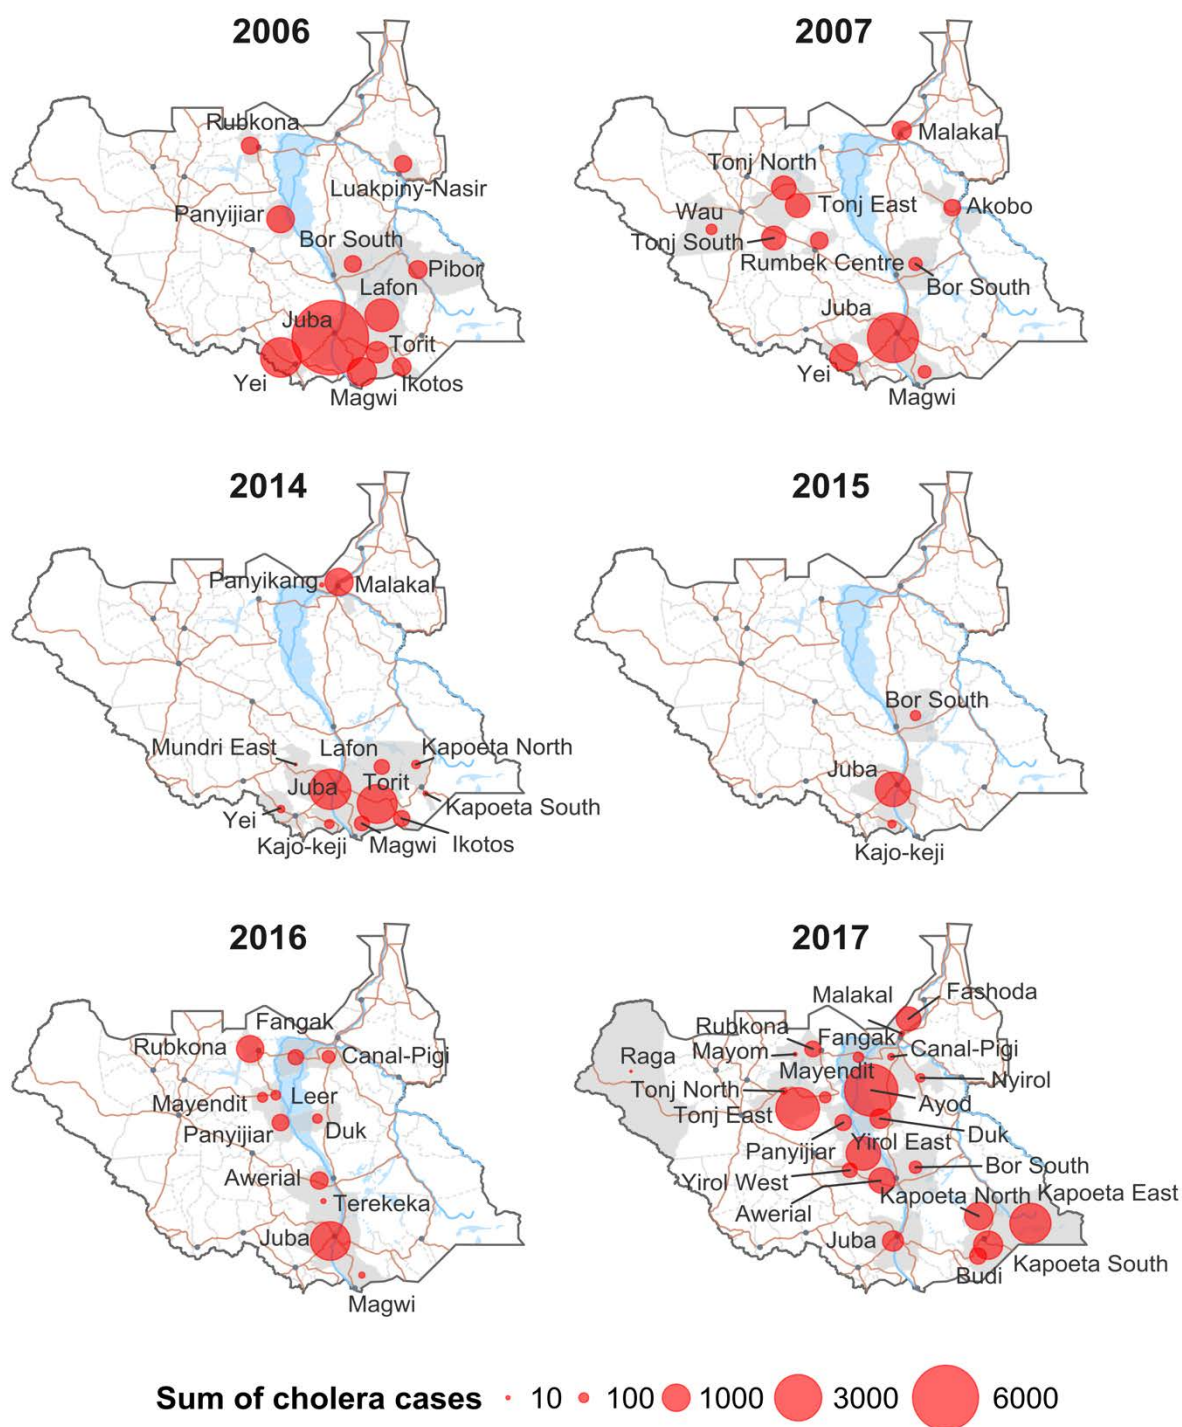 2006
Rubkona
Luakpiny-Nasir
Panyijiar
Bor South
Pibor
Lafon
Juba
Torit
Yei
Ikotos
Magwi
2007
Malakal
Tonj North
Tonj East
Akobo
Wau
Tonj South
Rumbek Centre
Bor South
Juba
Yei
Magwi
2014
Panyikang
Malakal
Mundri East
Lafon
Kapoeta North
Juba
Torit
Kapoeta South
Yei
Kajo-keji
Magwi
Ikotos
2015
Bor South
Juba
Kajo-keji
2016
Fangak
Rubkona
Canal-Pigi
Mayendit
Leer
Panyijiar
Duk
Awerial
Terekeka
Juba
Magwi
2017
Malakal
Fashoda
Rubkona
Fangak
Raga
Mayom
Canal-Pigi
Mayendit
Tonj North
Nyirol
Tonj East
Ayod
Duk
Panyijiar
Yirol East
Yirol West
Bor South
Awerial
Kapoeta North
Kapoeta East
Juba
Kapoeta South
Budi
Sum of cholera cases 10 100 1000 3000 6000